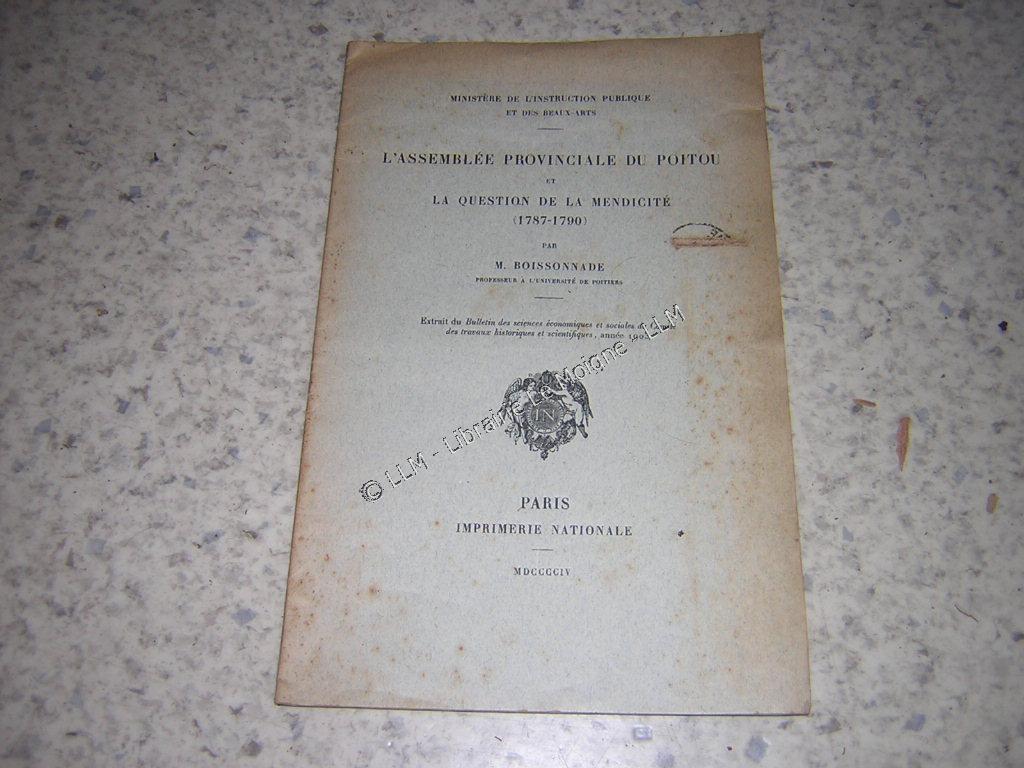 MINISTÈRE DE L'INSTRUCTION PUBLIQUE
ET DES BEAUX-ARTS
L'ASSEMBLÉE PROVINCIALE DU POITOU
ET
LA QUESTION DE LA MENDICITÉ
(1787-1790)
PAR
M. BOISSONNADE
PROFESSEUR À L'UNIVERSITÉ DE POITIERS
Extrait du Bulletin des sciences économiques et sociales
des travaux historiques et scientifiques, année
IN
PARIS
IMPRIMERIE NATIONALE
MDCCCCIV
© LLM - Librairie Le Moigne - LLM